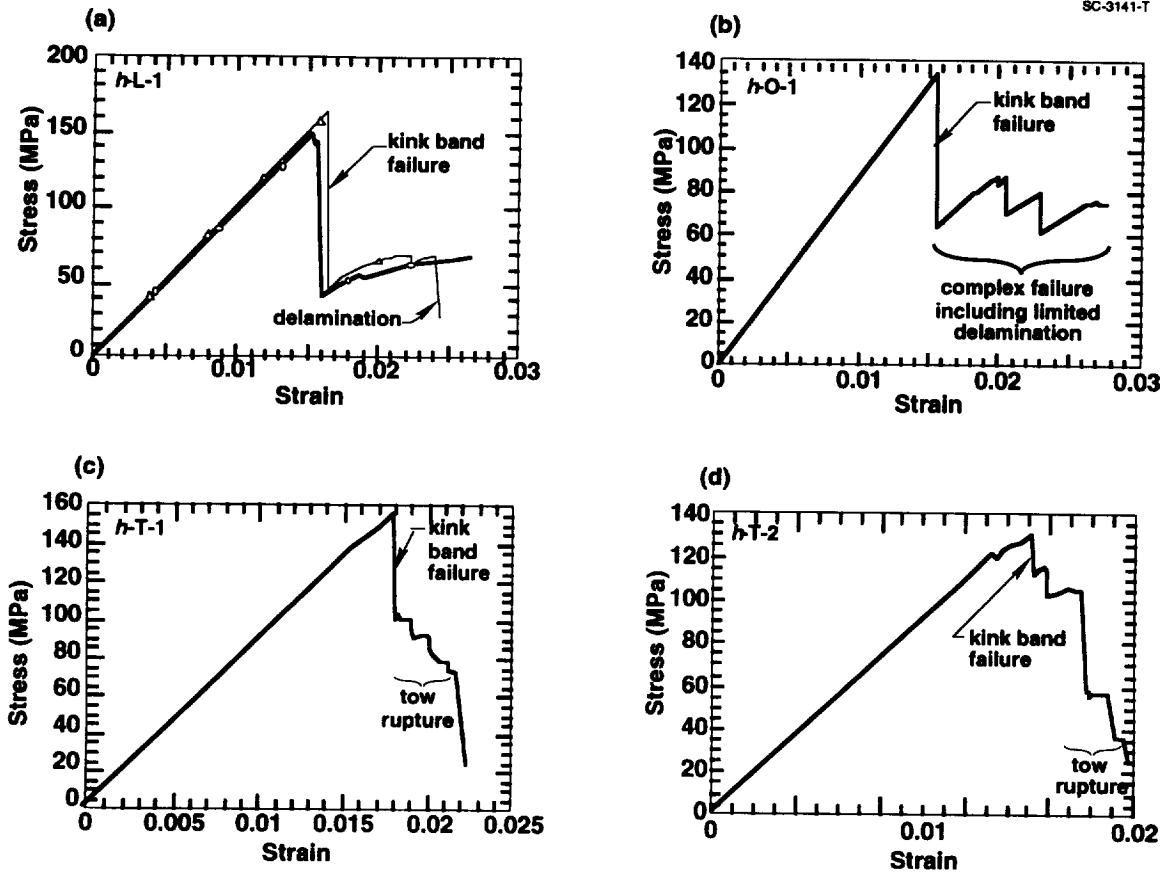 SC-3141-T
(a)
200
150
100
50
0
Stress (MPa)
h-L-1
kink band
failure
delamination
0
0.01
0.02
0.03
Strain
(b)
140
120
100
80
60
40
20
0
Stress (MPa)
h-O-1
kink band
failure
complex failure
including limited
delamination
0
0.01
0.02
0.03
Strain
(c)
160
140
120
100
80
60
40
20
0
Stress (MPa)
h-T-1
kink
band
failure
tow
rupture
0
0.005
0.01
0.015
0.02
0.025
Strain
(d)
140
120
100
80
60
40
20
0
Stress (MPa)
h-T-2
kink band
failure
tow
rupture
0
0.01
0.02
Strain